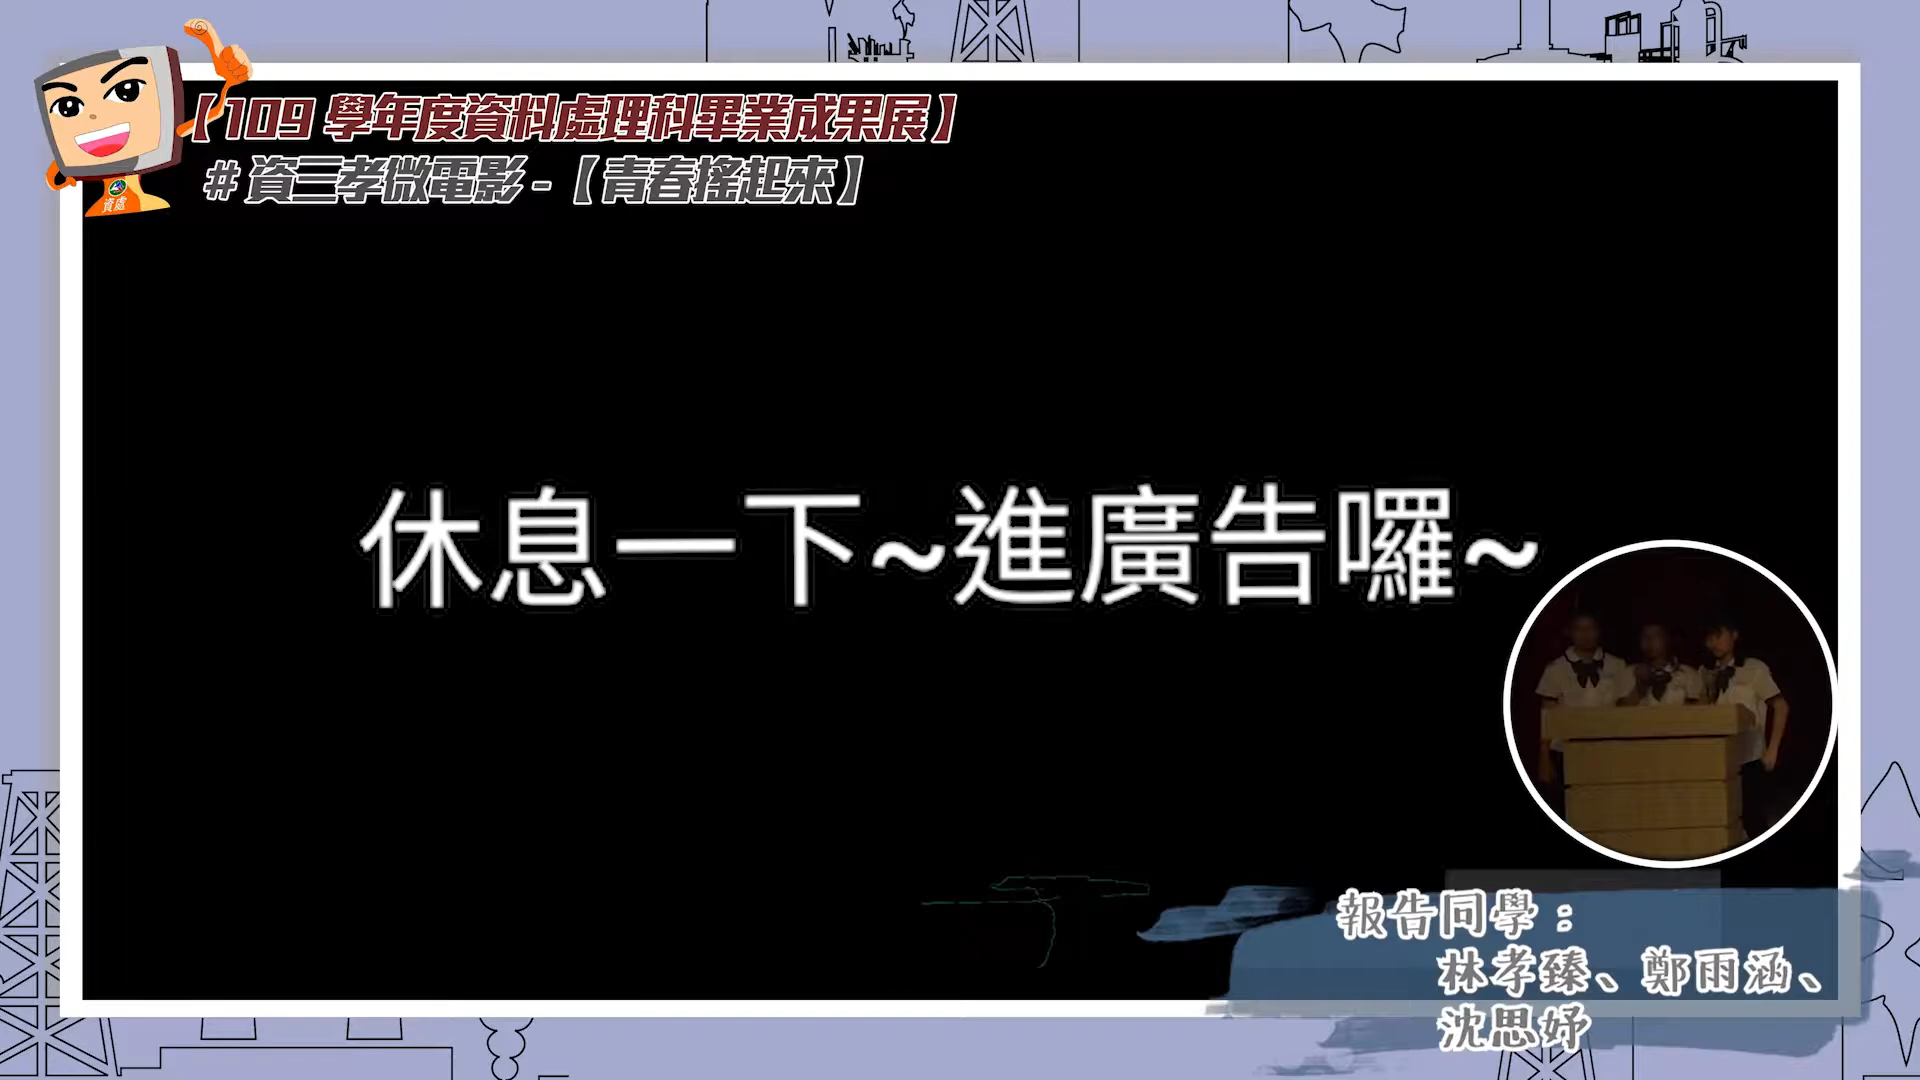 【109 學年度資料處理科畢業成果展】
# 資三孝微電影 -【青春搖起來】
資處
休息一下~進廣告囉~
報告同學：
林孝臻、鄭雨涵、
沈思妤